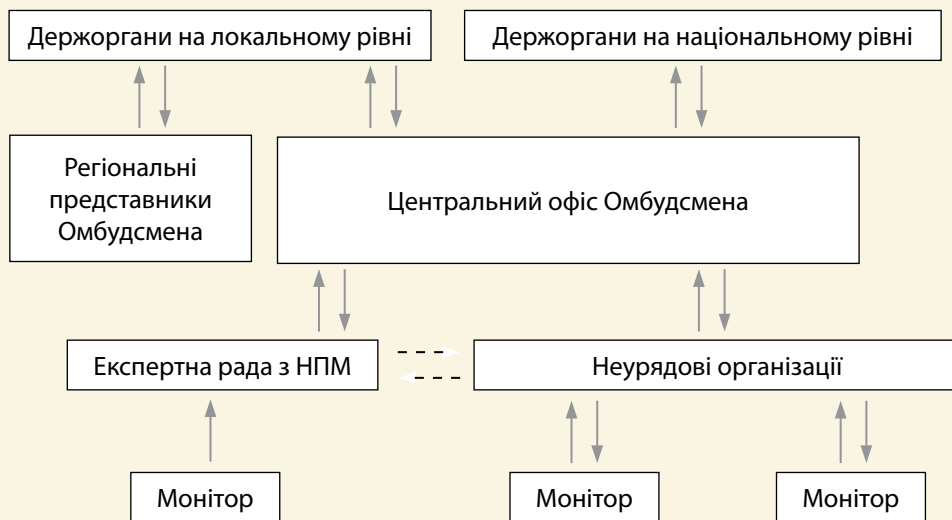 Держоргани на локальному рівні
Держоргани на національному рівні
Регіональні
представники
Омбудсмена
Центральний офіс Омбудсмена
Експертна рада з НПМ
Неурядові організації
Монітор
Монітор
Монітор